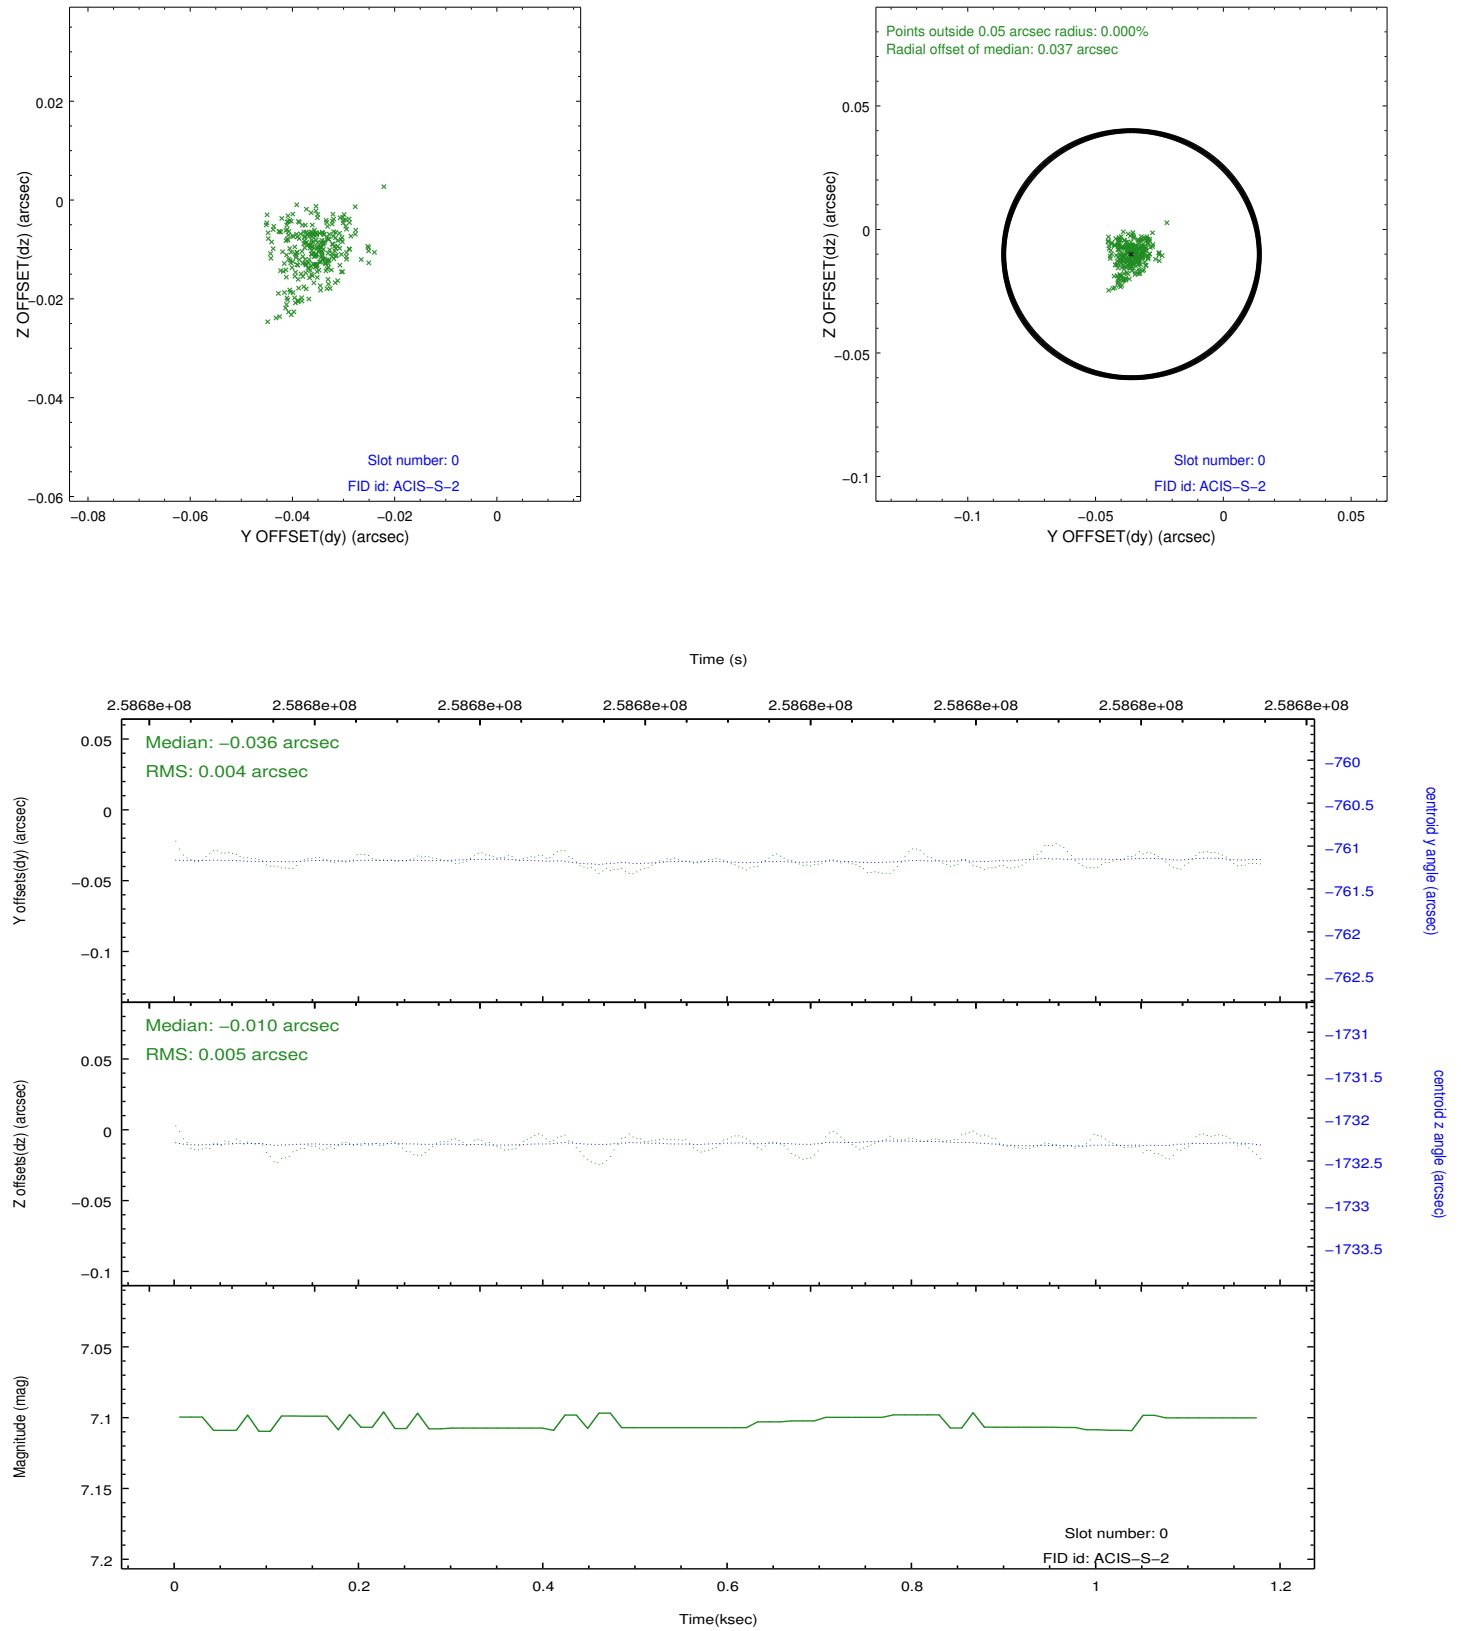 0.02
0
−0.02
−0.04
−0.06
Z OFFSET(dz) (arcsec)
Slot number: 0
FID id: ACIS−S−2
−0.08 −0.06 −0.04 −0.02 0
Y OFFSET(dy) (arcsec)
Points outside 0.05 arcsec radius: 0.000%
Radial offset of median: 0.037 arcsec
0.05
0
−0.05
−0.1
Z OFFSET(dz) (arcsec)
Slot number: 0
FID id: ACIS−S−2
−0.1 −0.05 0 0.05
Y OFFSET(dy) (arcsec)
Time (s)
2.5868e+08 2.5868e+08 2.5868e+08 2.5868e+08 2.5868e+08 2.5868e+08 2.5868e+08 2.5868e+08
Median: −0.036 arcsec
RMS: 0.004 arcsec
0.05
0
−0.05
−0.1
Y offsets(dy) (arcsec)
−760
−760.5
−761
−761.5
−762
−762.5
centroid y angle (arcsec)
Median: −0.010 arcsec
RMS: 0.005 arcsec
0.05
0
−0.05
−0.1
Z offsets(dz) (arcsec)
−1731
−1731.5
−1732
−1732.5
−1733
−1733.5
centroid z angle (arcsec)
7.05
7.1
7.15
7.2
Magnitude (mag)
Slot number: 0
FID id: ACIS−S−2
0 0.2 0.4 0.6 0.8 1 1.2
Time(ksec)